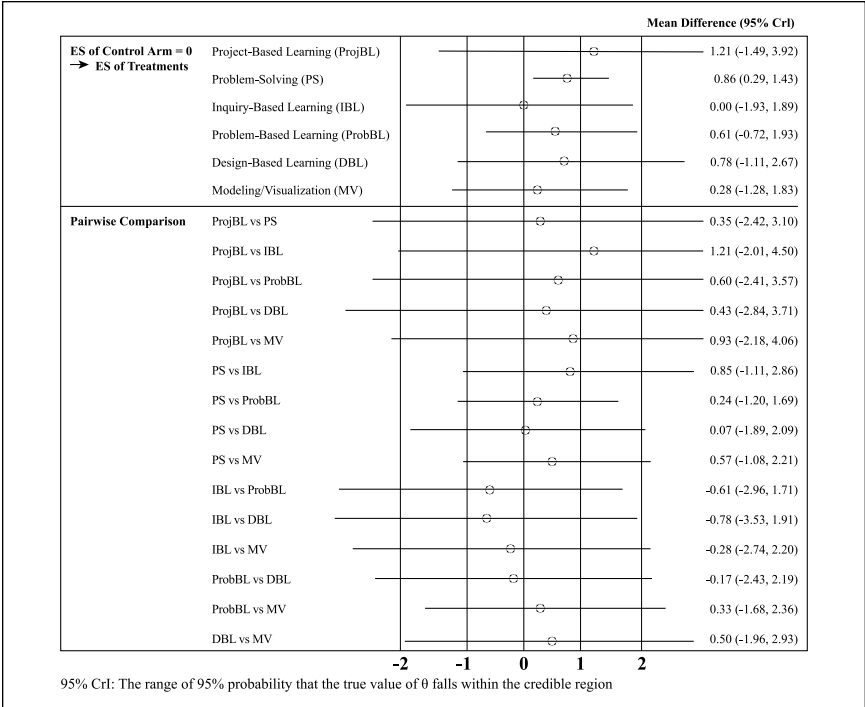 Mean Difference (95% CrI)
ES of Control Arm = 0
→ ES of Treatments
Project-Based Learning (ProjBL) 1.21 (-1.49, 3.92)
Problem-Solving (PS) 0.86 (0.29, 1.43)
Inquiry-Based Learning (IBL) 0.00 (-1.93, 1.89)
Problem-Based Learning (ProbBL) 0.61 (-0.72, 1.93)
Design-Based Learning (DBL) 0.78 (-1.11, 2.67)
Modeling/Visualization (MV) 0.28 (-1.28, 1.83)
Pairwise Comparison ProjBL vs PS 0.35 (-2.42, 3.10)
ProjBL vs IBL 1.21 (-2.01, 4.50)
ProjBL vs ProbBL 0.60 (-2.41, 3.57)
ProjBL vs DBL 0.43 (-2.84, 3.71)
ProjBL vs MV 0.93 (-2.18, 4.06)
PS vs IBL 0.85 (-1.11, 2.86)
PS vs ProbBL 0.24 (-1.20, 1.69)
PS vs DBL 0.07 (-1.89, 2.09)
PS vs MV 0.57 (-1.08, 2.21)
IBL vs ProbBL -0.61 (-2.96, 1.71)
IBL vs DBL -0.78 (-3.53, 1.91)
IBL vs MV -0.28 (-2.74, 2.20)
ProbBL vs DBL -0.17 (-2.43, 2.19)
ProbBL vs MV 0.33 (-1.68, 2.36)
DBL vs MV 0.50 (-1.96, 2.93)
-2 -1 0 1 2
95% CrI: The range of 95% probability that the true value of θ falls within the credible region